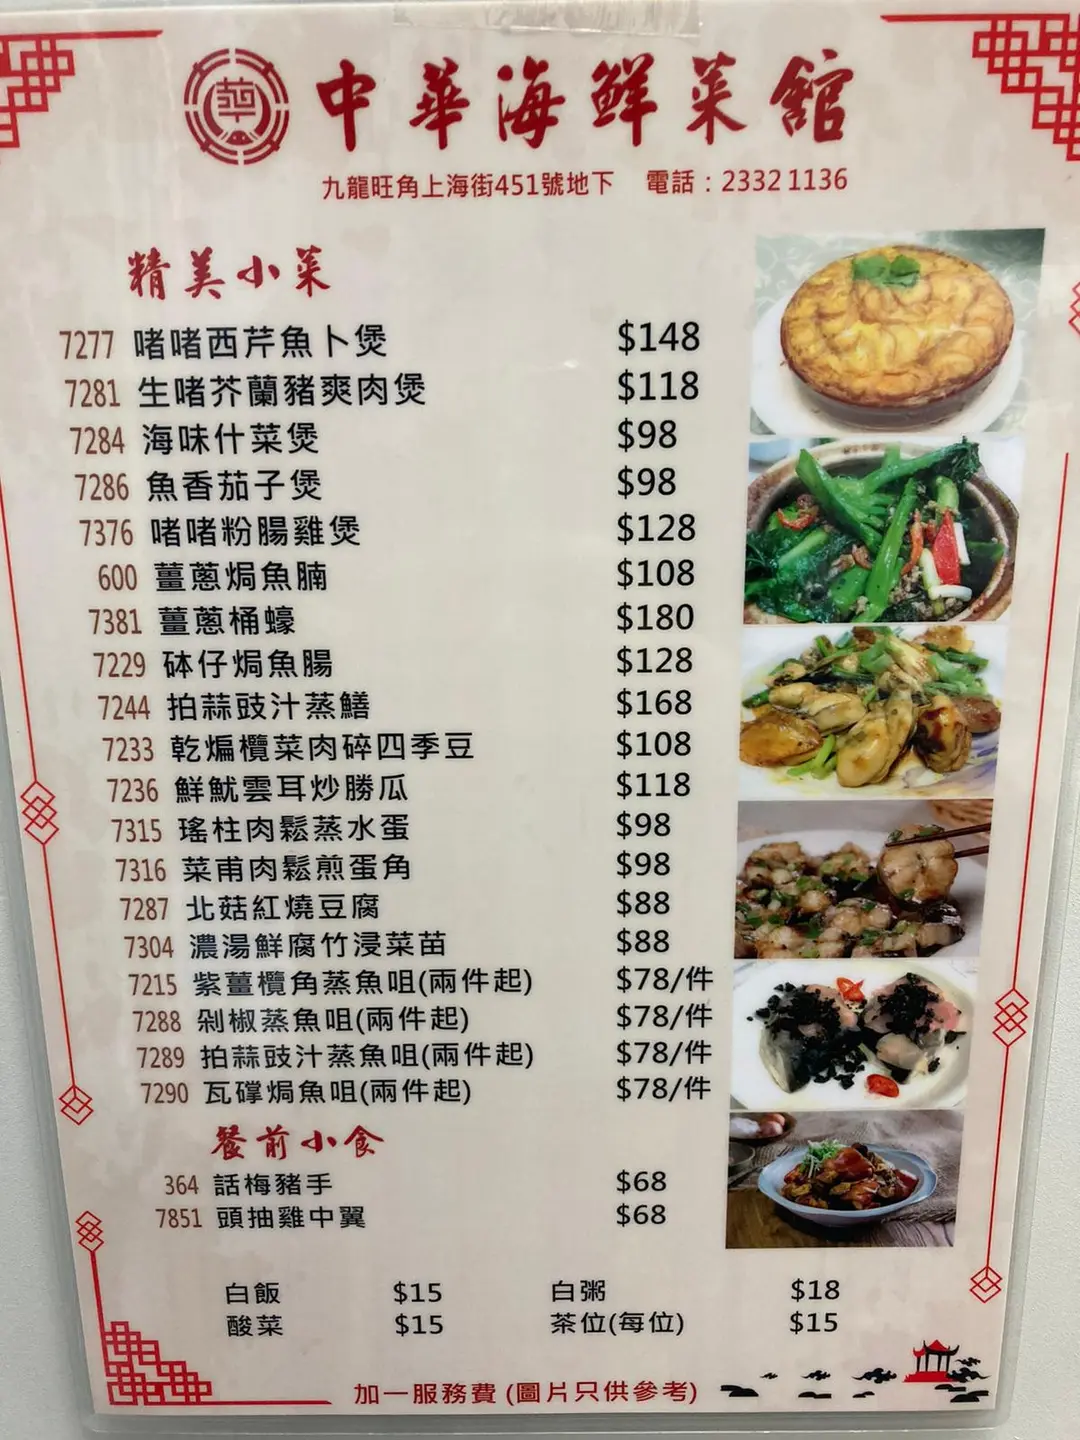 中華海鮮菜館
九龍旺角上海街451號地下 電話：2332 1136
精美小菜
7277 啫啫西芹魚卜煲 $148
7281 生啫芥蘭豬爽肉煲 $118
7284 海味什菜煲 $98
7286 魚香茄子煲 $98
7376 啫啫粉腸雞煲 $128
600 薑蔥焗魚腩 $108
7381 薑蔥桶蠔 $180
7229 砵仔焗魚腸 $128
7244 拍蒜豉汁蒸鱔 $168
7233 乾煸欖菜肉碎四季豆 $108
7236 鮮魷雲耳炒勝瓜 $118
7315 瑤柱肉鬆蒸水蛋 $98
7316 菜甫肉鬆煎蛋角 $98
7287 北菇紅燒豆腐 $88
7304 濃湯鮮腐竹浸菜苗 $88
7215 紫薑欖角蒸魚咀(兩件起) $78/件
7288 剁椒蒸魚咀(兩件起) $78/件
7289 拍蒜豉汁蒸魚咀(兩件起) $78/件
7290 瓦罉焗魚咀(兩件起) $78/件
餐前小食
364 話梅豬手 $68
7851 頭抽雞中翼 $68
白飯 $15 白粥 $18
酸菜 $15 茶位(每位) $15
加一服務費 (圖片只供參考)